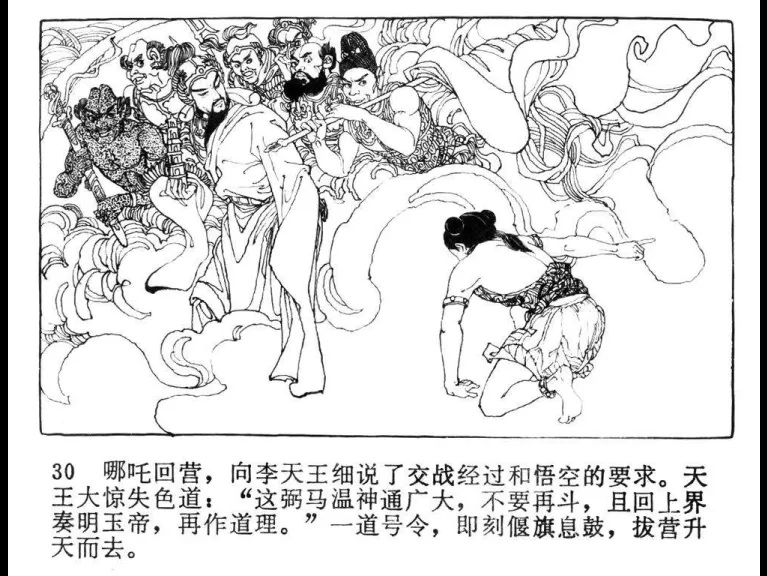 30 哪吒回营，向李天王细说了交战经过和悟空的要求。天
王大惊失色道：“这弼马温神通广大，不要再斗，且回上界
奏明玉帝，再作道理。”一道号令，即刻偃旗息鼓，拔营升
天而去。